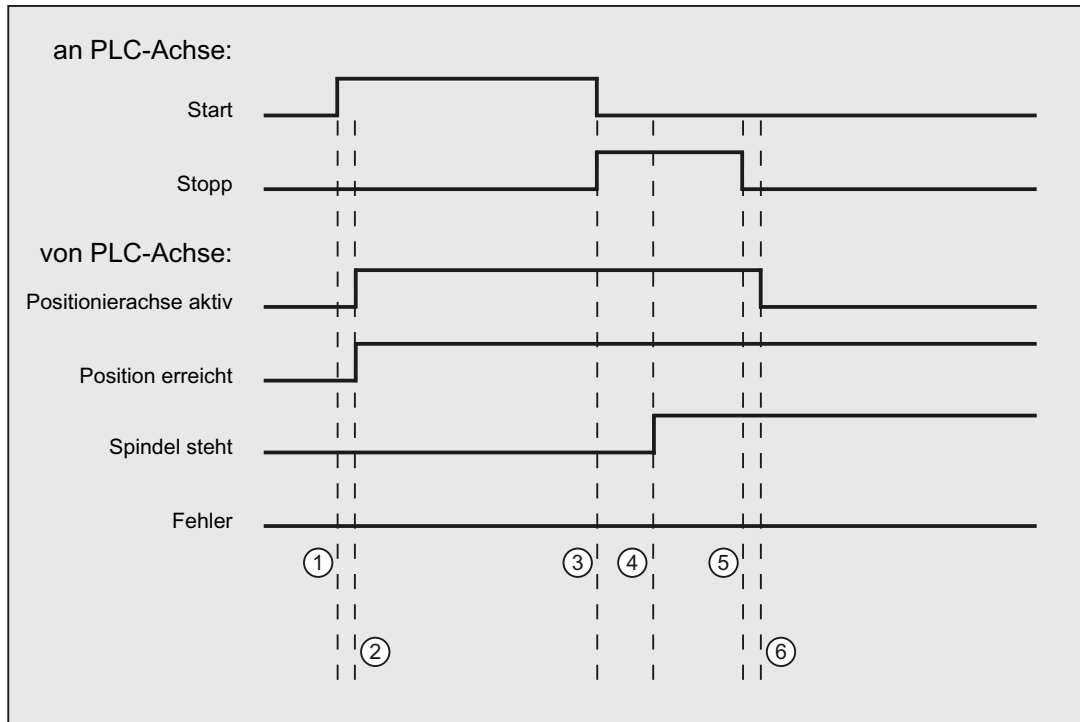 an PLC-Achse:
Start
Stopp
von PLC-Achse:
Positionierachse aktiv
Position erreicht
Spindel steht
Fehler
① ③ ④ ⑤
② ⑥